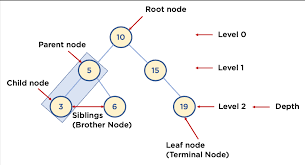 Root node
10
Level 0
Parent node
5
15
Level 1
Child node
3
6
19
Level 2
Depth
Siblings
(Brother Node)
Leaf node
(Terminal Node)